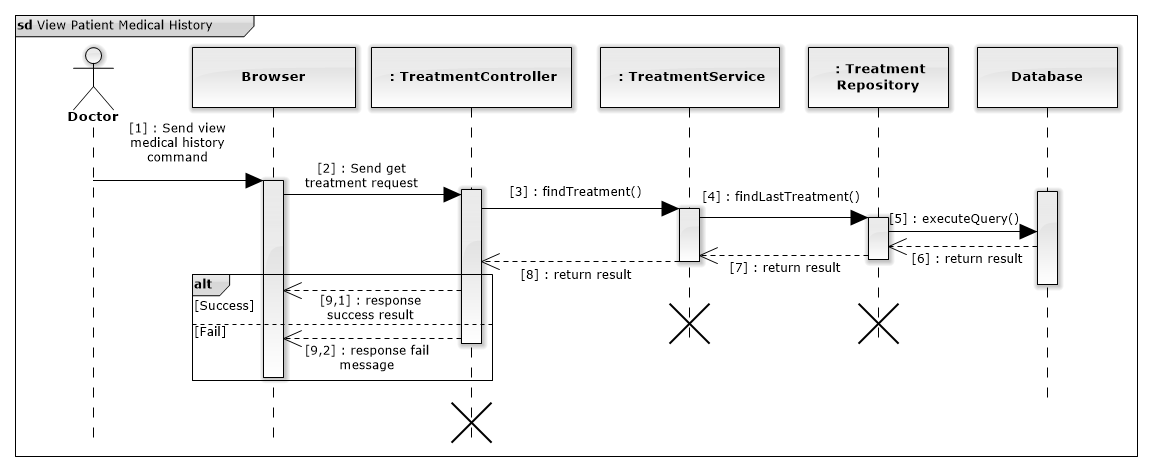 sd View Patient Medical History
Doctor
Browser
: TreatmentController
: TreatmentService
: Treatment
Repository
Database
[1] : Send view
medical history
command
[2] : Send get
treatment request
[3] : findTreatment()
[4] : findLastTreatment()
[5] : executeQuery()
[6] : return result
[7] : return result
[8] : return result
alt
[Success]
[9,1] : response
success result
[Fail]
[9,2] : response fail
message